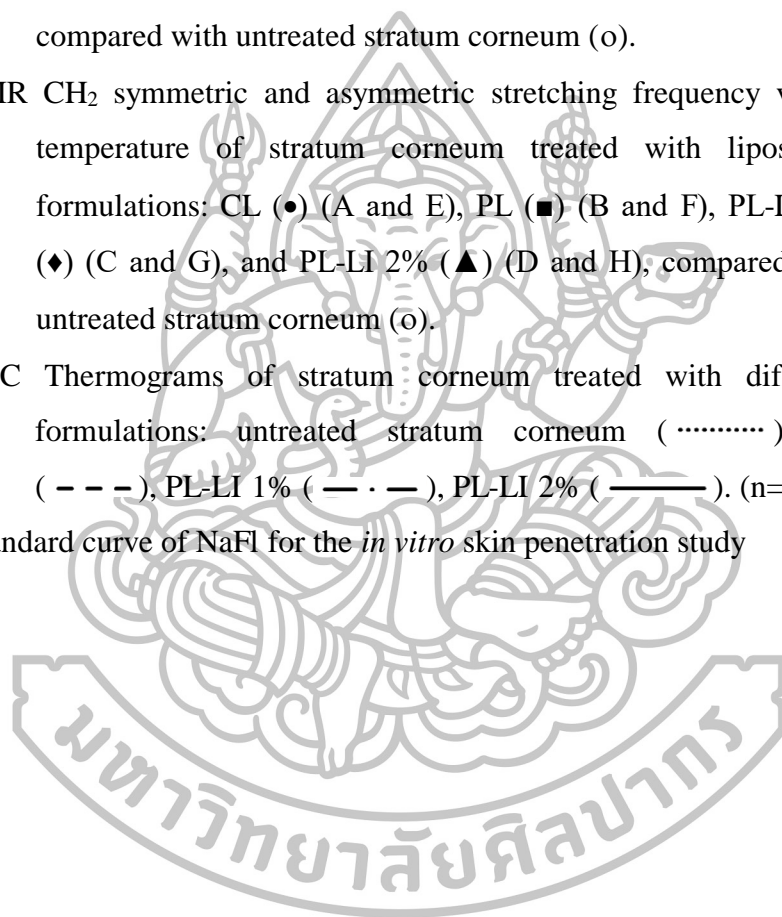 compared with untreated stratum corneum (o).
IR CH₂ symmetric and asymmetric stretching frequency
temperature of stratum corneum treated with
formulations: CL (●) (A and E), PL (■) (B and F),
(♦) (C and G), and PL-LI 2% (▲) (D and H), compared
untreated stratum corneum (o).
C Thermograms of stratum corneum treated with
formulations: untreated stratum corneum ( ··········· )
( – – – ), PL-LI 1% ( — · — ), PL-LI 2% ( ——— ). (n=
ndard curve of NaFl for the in vitro skin penetration study
มหาวิทยาลัยศิลปากร